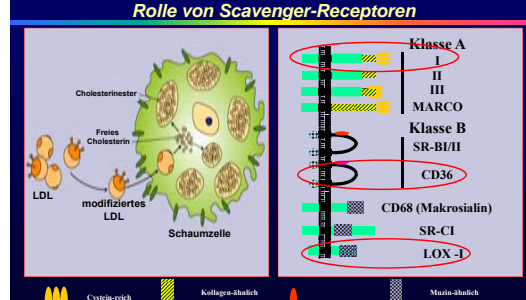 Rolle von Scavenger-Receptoren
Cholesterinester
Freies
Cholesterin
LDL
modifiziertes
LDL
Schaumzelle
Klasse A
I
II
III
MARCO
Klasse B
SR-BI/II
CD36
CD68 (Makrosialin)
SR-CI
LOX -I
Cystein-reich
Kollagen-ähnlich
Muzin-ähnlich